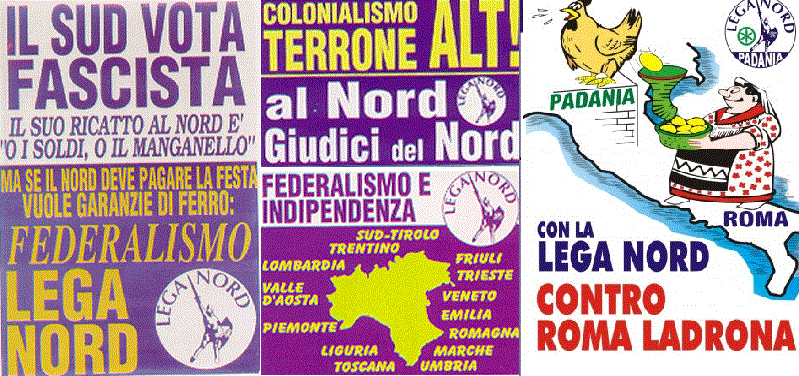 IL SUD VOTA
FASCISTA
IL SUO RICATTO AL NORD E'
"O I SOLDI, O IL MANGANELLO"
MA SE IL NORD DEVE PAGARE LA FESTA
VUOLE GARANZIE DI FERRO:
FEDERALISMO
LEGA
NORD
LEGA NORD
COLONIALISMO
TERRONE ALT!
al Nord
LEGA NORD
Giudici del Nord
FEDERALISMO E
INDIPENDENZA
LEGA NORD
SUD-TIROLO
TRENTINO
FRIULI
LOMBARDIA
TRIESTE
VALLE
D'AOSTA
VENETO
EMILIA
PIEMONTE
ROMAGNA
LIGURIA
MARCHE
TOSCANA
UMBRIA
LEGA NORD
PADANIA
PADANIA
ROMA
CON LA
LEGA NORD
CONTRO
ROMA LADRONA